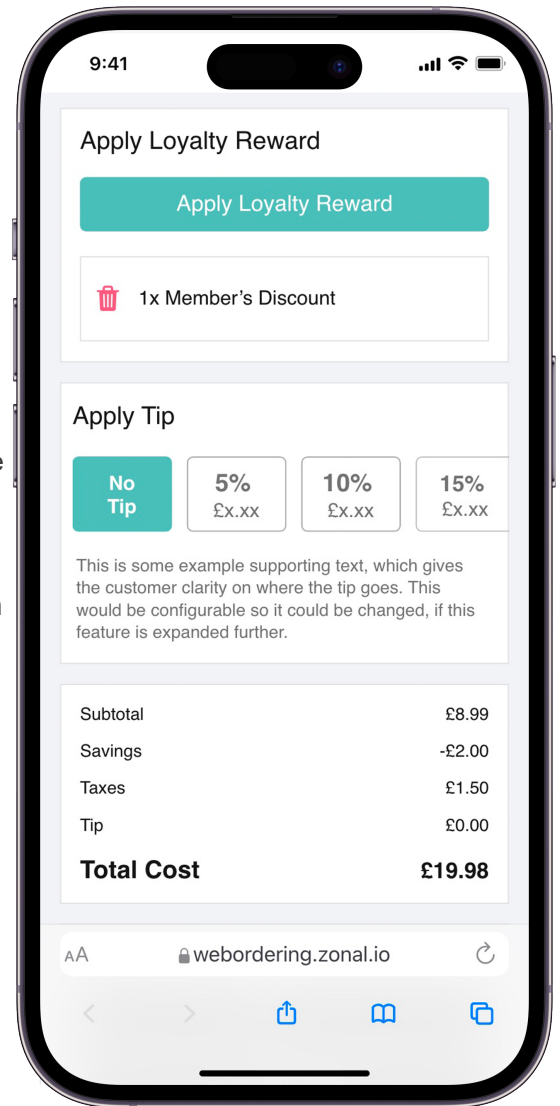 9:41
Apply Loyalty Reward
Apply Loyalty Reward
1x Member’s Discount
Apply Tip
No
Tip
5%
£x.xx
10%
£x.xx
15%
£x.xx
This is some example supporting text, which gives
the customer clarity on where the tip goes. This
would be configurable so it could be changed, if this
feature is expanded further.
Subtotal £8.99
Savings -£2.00
Taxes £1.50
Tip £0.00
Total Cost £19.98
AA webordering.zonal.io